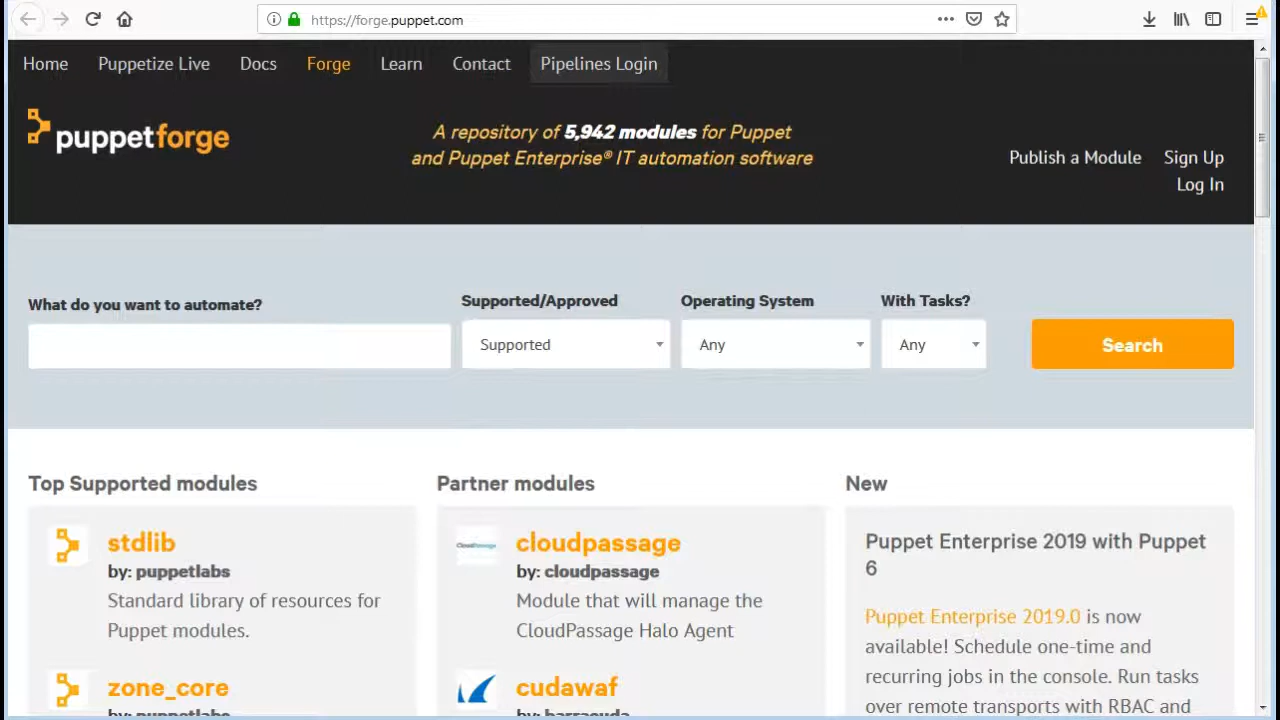 https://forge.puppet.com
Home Puppetize Live Docs Forge Learn Contact Pipelines Login
puppetforge
A repository of 5,942 modules for Puppet
and Puppet Enterprise® IT automation software
Publish a Module Sign Up
Log In
What do you want to automate? Supported/Approved Operating System With Tasks?
Supported Any Any Search
Top Supported modules
stdlib
by: puppetlabs
Standard library of resources for
Puppet modules.
zone_core
by: puppetlabs
Partner modules
cloudpassage
by: cloudpassage
Module that will manage the
CloudPassage Halo Agent
cudawaf
by: barracuda
New
Puppet Enterprise 2019 with Puppet
6
Puppet Enterprise 2019.0 is now
available! Schedule one-time and
recurring jobs in the console. Run tasks
over remote transports with RBAC and